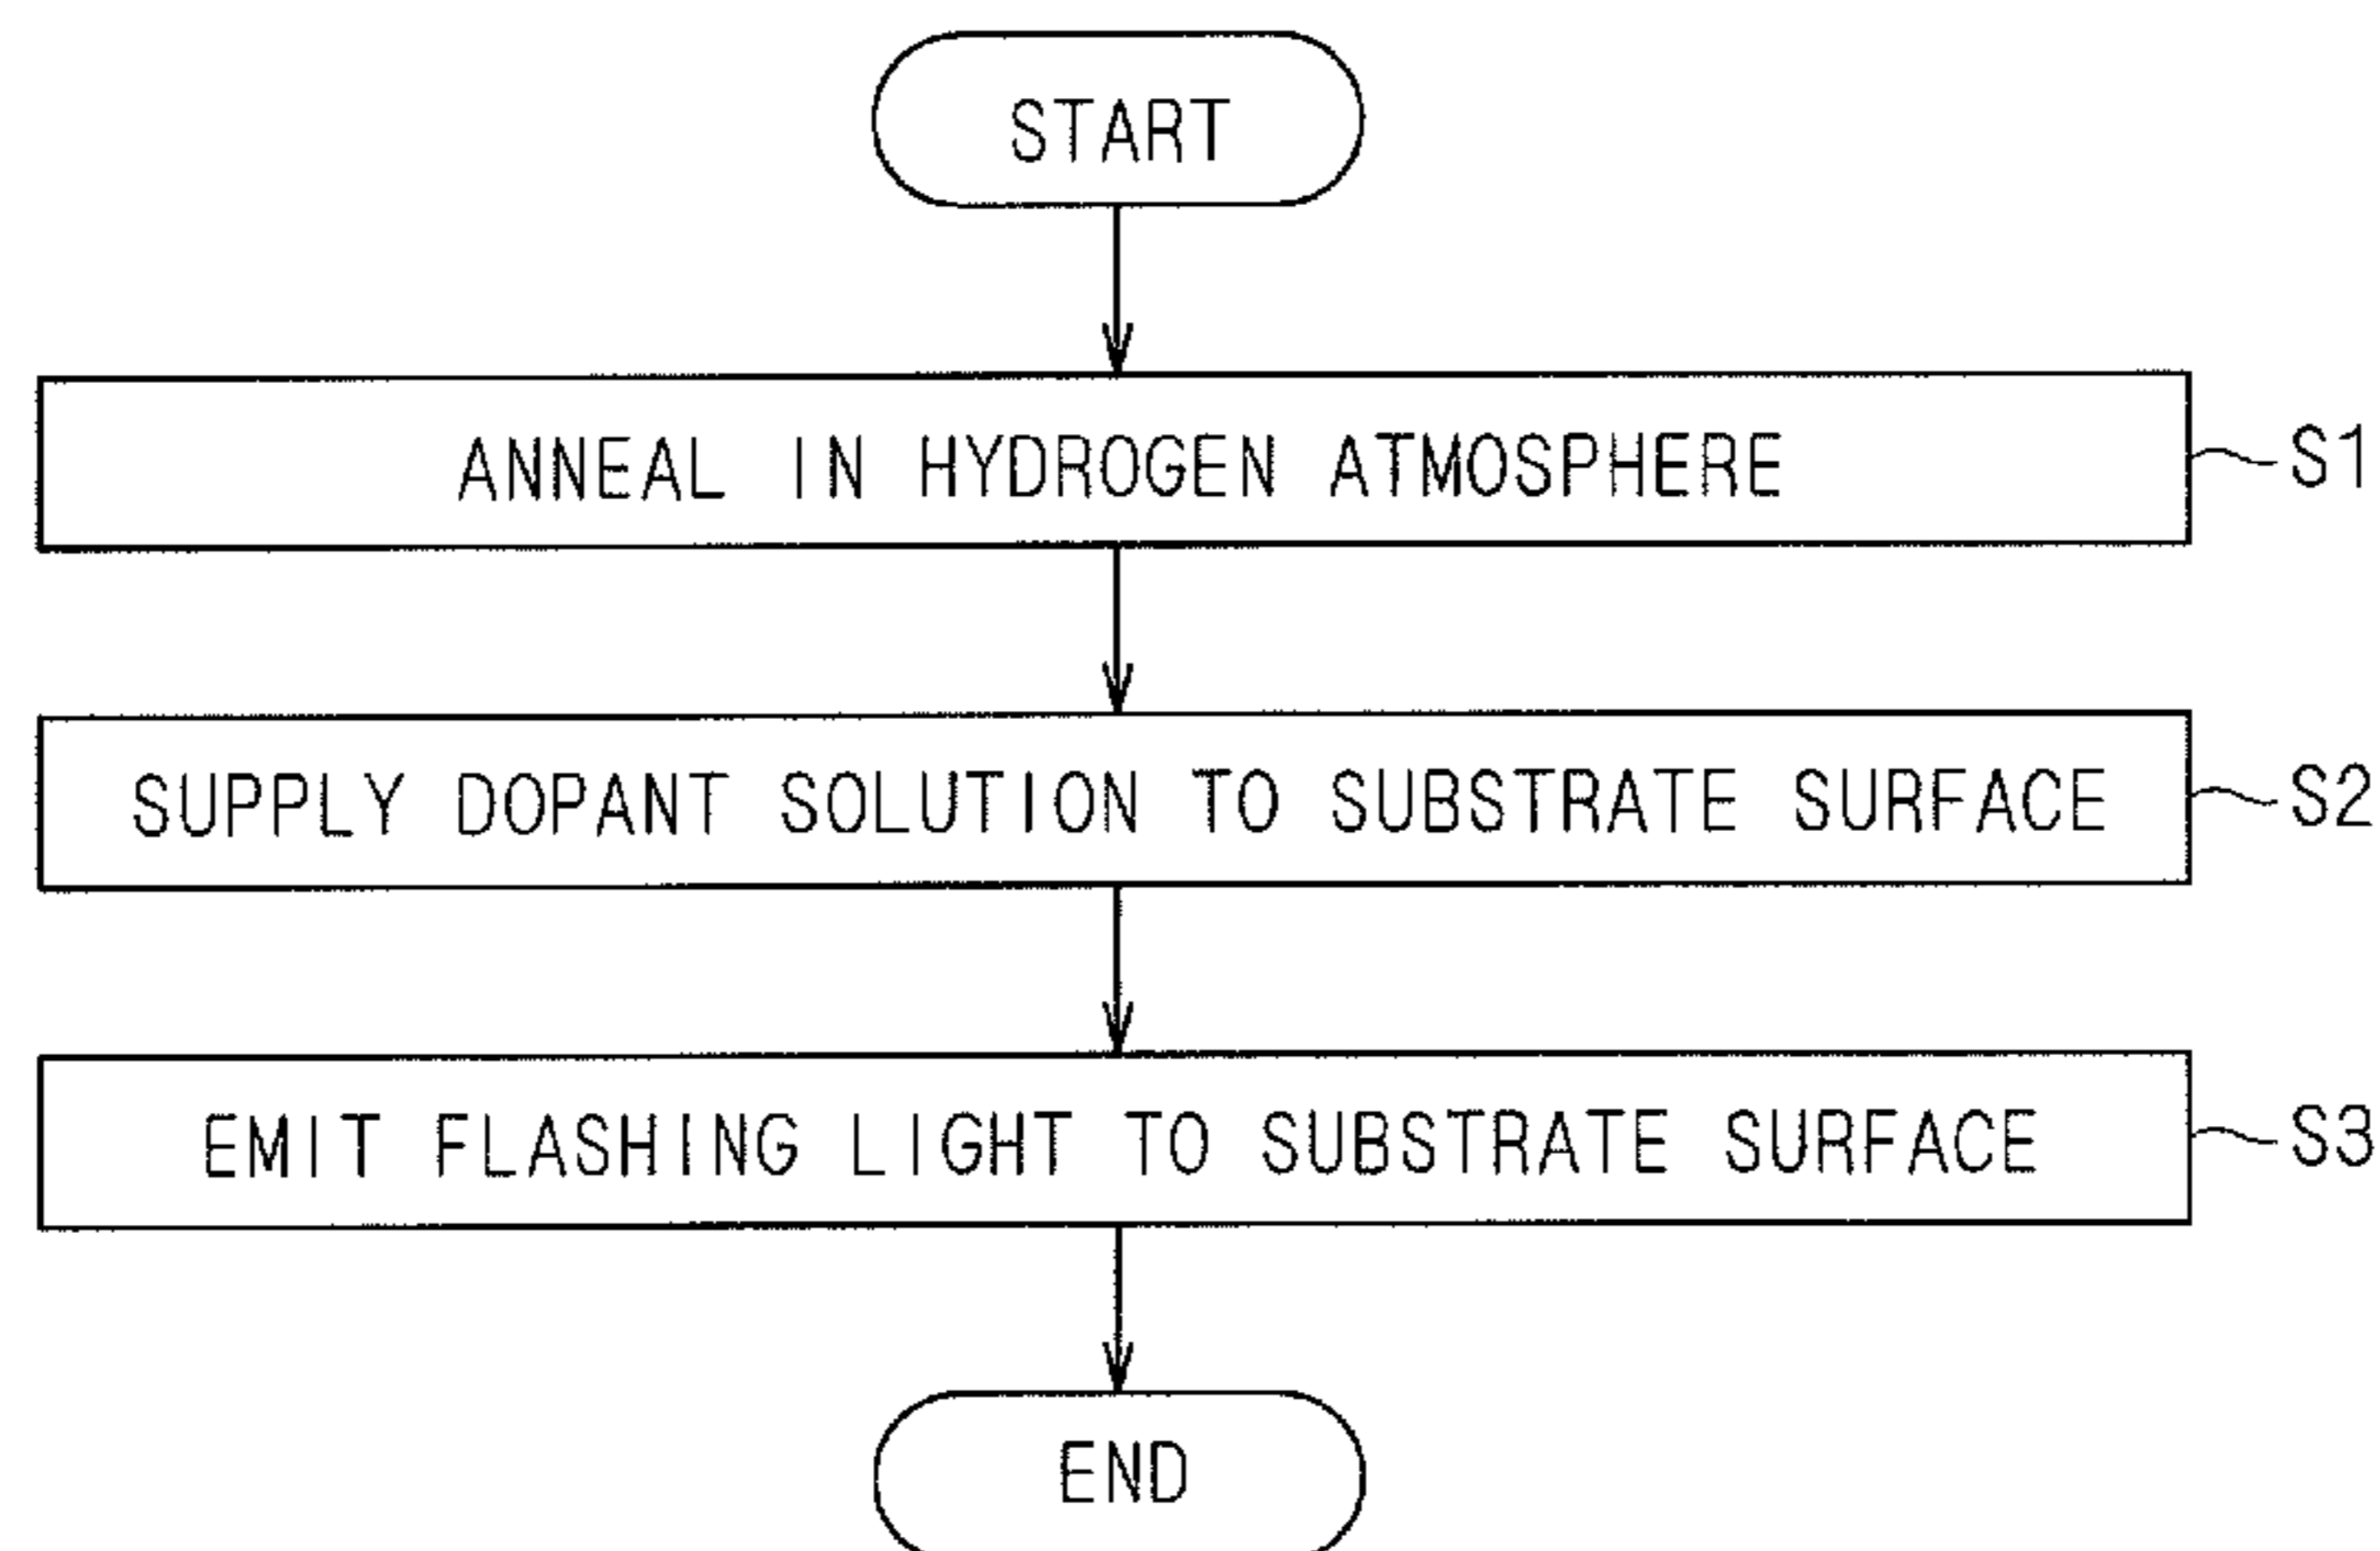 START
ANNEAL IN HYDROGEN ATMOSPHERE S1
SUPPLY DOPANT SOLUTION TO SUBSTRATE SURFACE S2
EMIT FLASHING LIGHT TO SUBSTRATE SURFACE S3
END